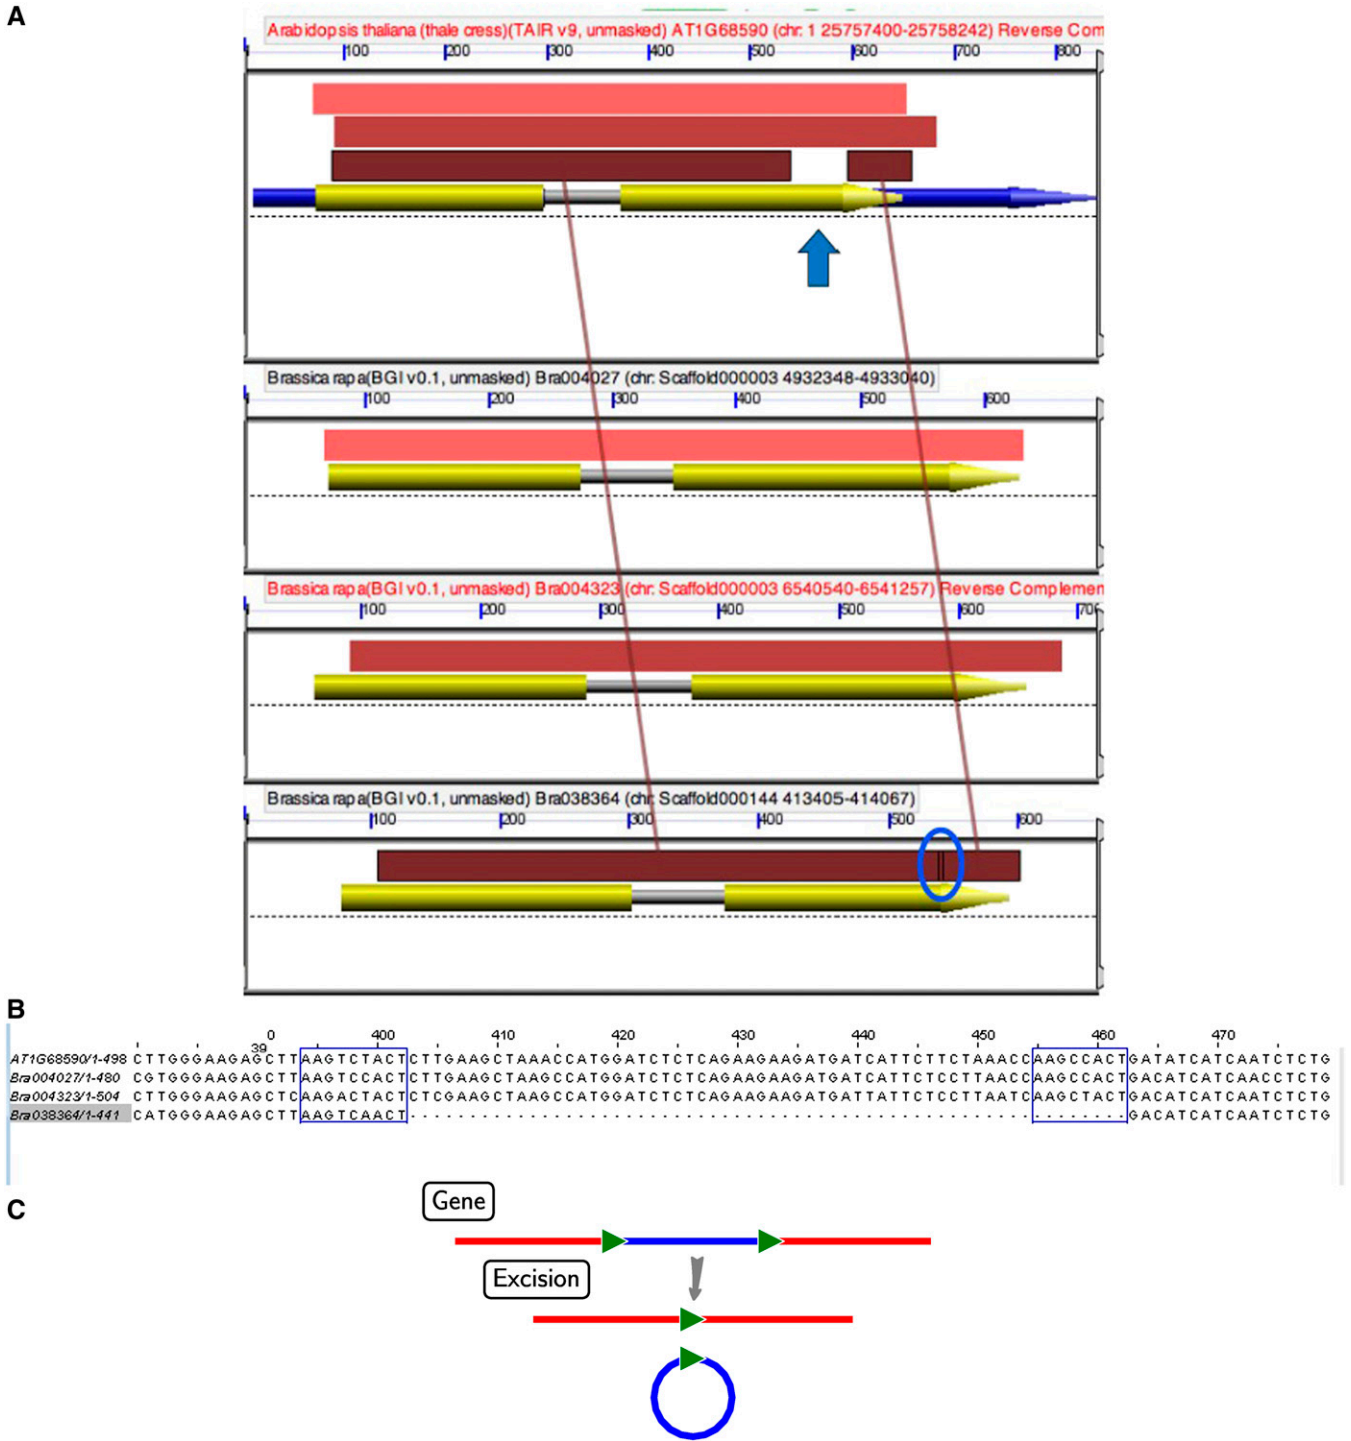 A
Arabidopsis thaliana (thale cress)(TAIR v9, unmasked) AT1G68590 (chr: 1 25757400-25758242) Reverse Com
100 200 300 400 500 600 700 800
Brassica rapa(BGI v0.1, unmasked) Bra004027 (chr: Scaffold000003 4932348-4933040)
100 200 300 400 500 600
Brassica rapa(BGI v0.1, unmasked) Bra004323 (chr: Scaffold000003 6540540-6541257) Reverse Complemen
100 200 300 400 500 600 700
Brassica rapa(BGI v0.1, unmasked) Bra038364 (chr: Scaffold000144 413405-414067)
100 200 300 400 500 600
B
390 400 410 420 430 440 450 460 470
AT1G68590/1-498 CTTGGGAAGAGCTTAAGTCTACTCTTGAAGCTAAACCATGGATCTCTCAGAAGAAGATGATCATTCTTCTAAACCAAGCCACTGATATCATCAATCTCTG
Bra004027/1-480 CGTGGGAAGAGCTTAAGTCCACTCTTGAAGCTAAGCCATGGATCTCTCAGAAGAAGATGATCATTCTCCTTAACCAAGCCACTGACATCATCAACCTCTG
Bra004323/1-504 CTTGGGAAGAGCTCAAGACTACTCTTGAAGCTAAGCCATGGATCTCACAGAAGAAGATGATTATTCTCCTTAATCAAGCTACTGACATCATCAATCTCTG
Bra038364/1-441 CATGGGAAGAGCTTAAGTCAACT............................................................GACATCATCAATCTCTG
C
Gene
Excision